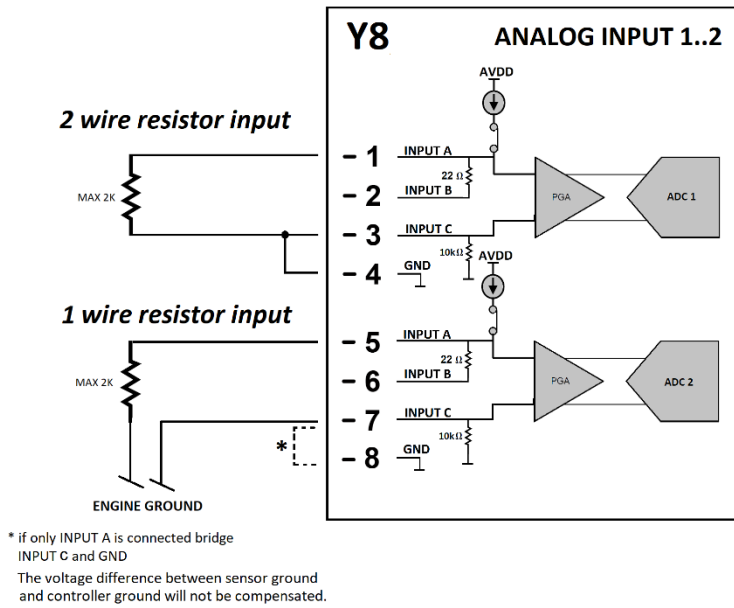 Y8
ANALOG INPUT 1..2
AVDD
2 wire resistor input
MAX 2K
- 1 INPUT A
22 Ω
- 2 INPUT B
PGA
ADC 1
- 3 INPUT C
10kΩ
- 4 GND
AVDD
1 wire resistor input
MAX 2K
- 5 INPUT A
22 Ω
- 6 INPUT B
PGA
ADC 2
- 7 INPUT C
10kΩ
*
- 8 GND
ENGINE GROUND
* if only INPUT A is connected bridge
INPUT C and GND
The voltage difference between sensor ground
and controller ground will not be compensated.